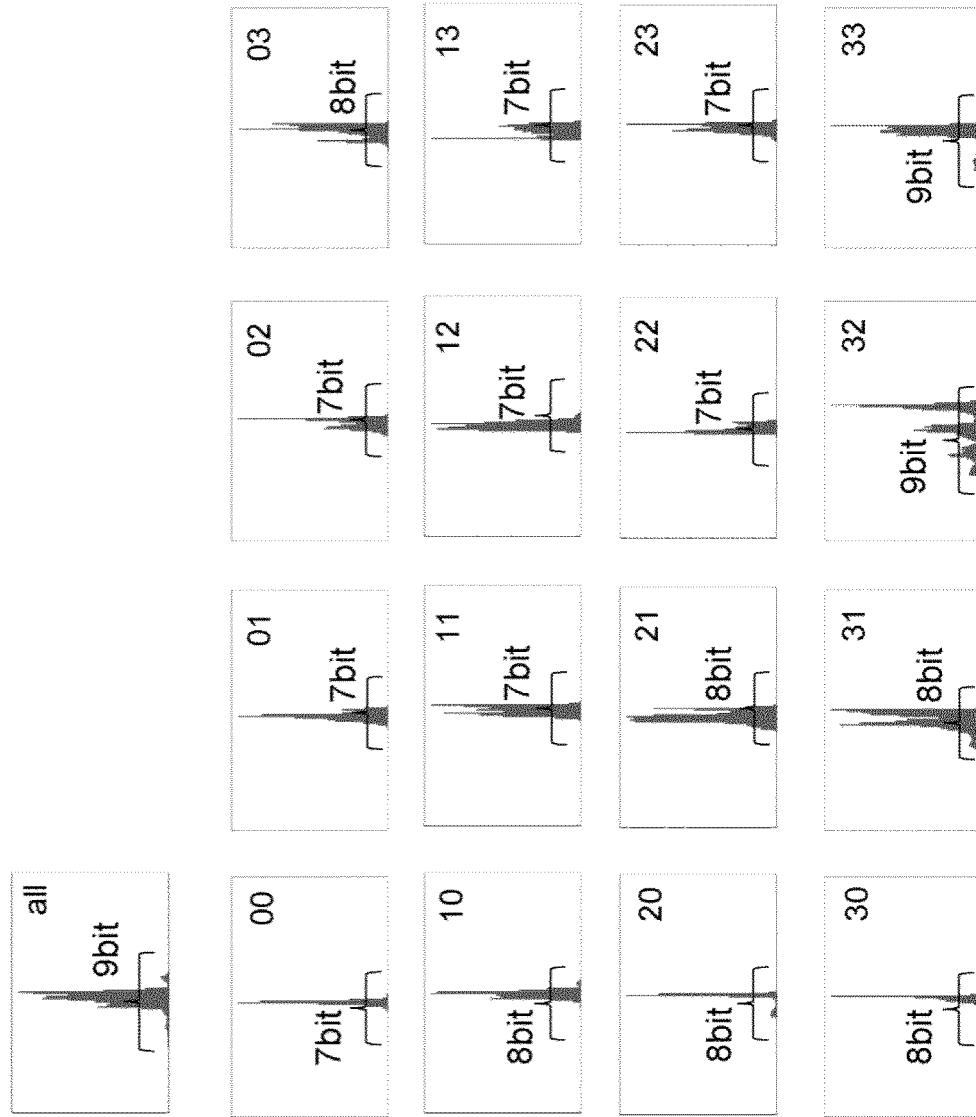 all
9bit
00 01 02 03
7bit 7bit 7bit 8bit
10 11 12 13
8bit 7bit 7bit 7bit
20 21 22 23
8bit 8bit 7bit 7bit
30 31 32 33
8bit 8bit 9bit 9bit